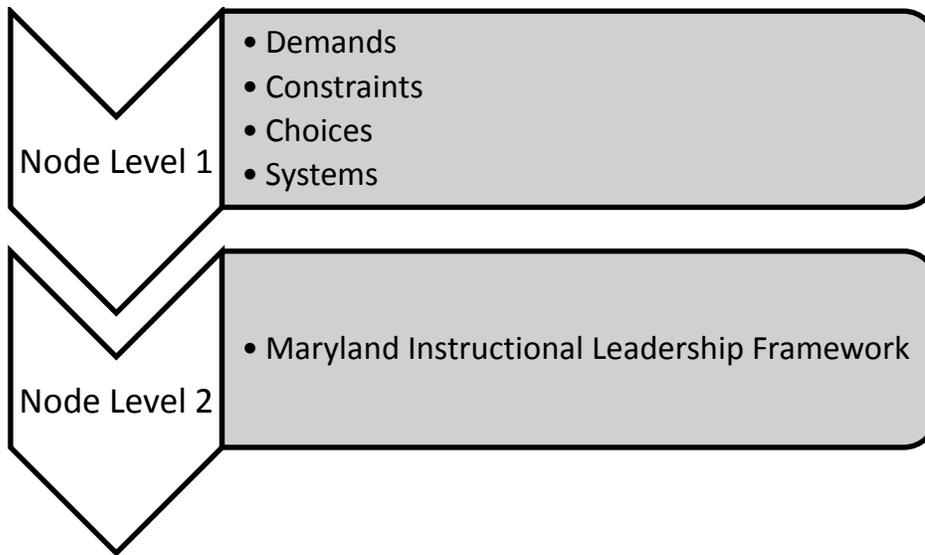 Node Level 1
• Demands
• Constraints
• Choices
• Systems
Node Level 2
• Maryland Instructional Leadership Framework